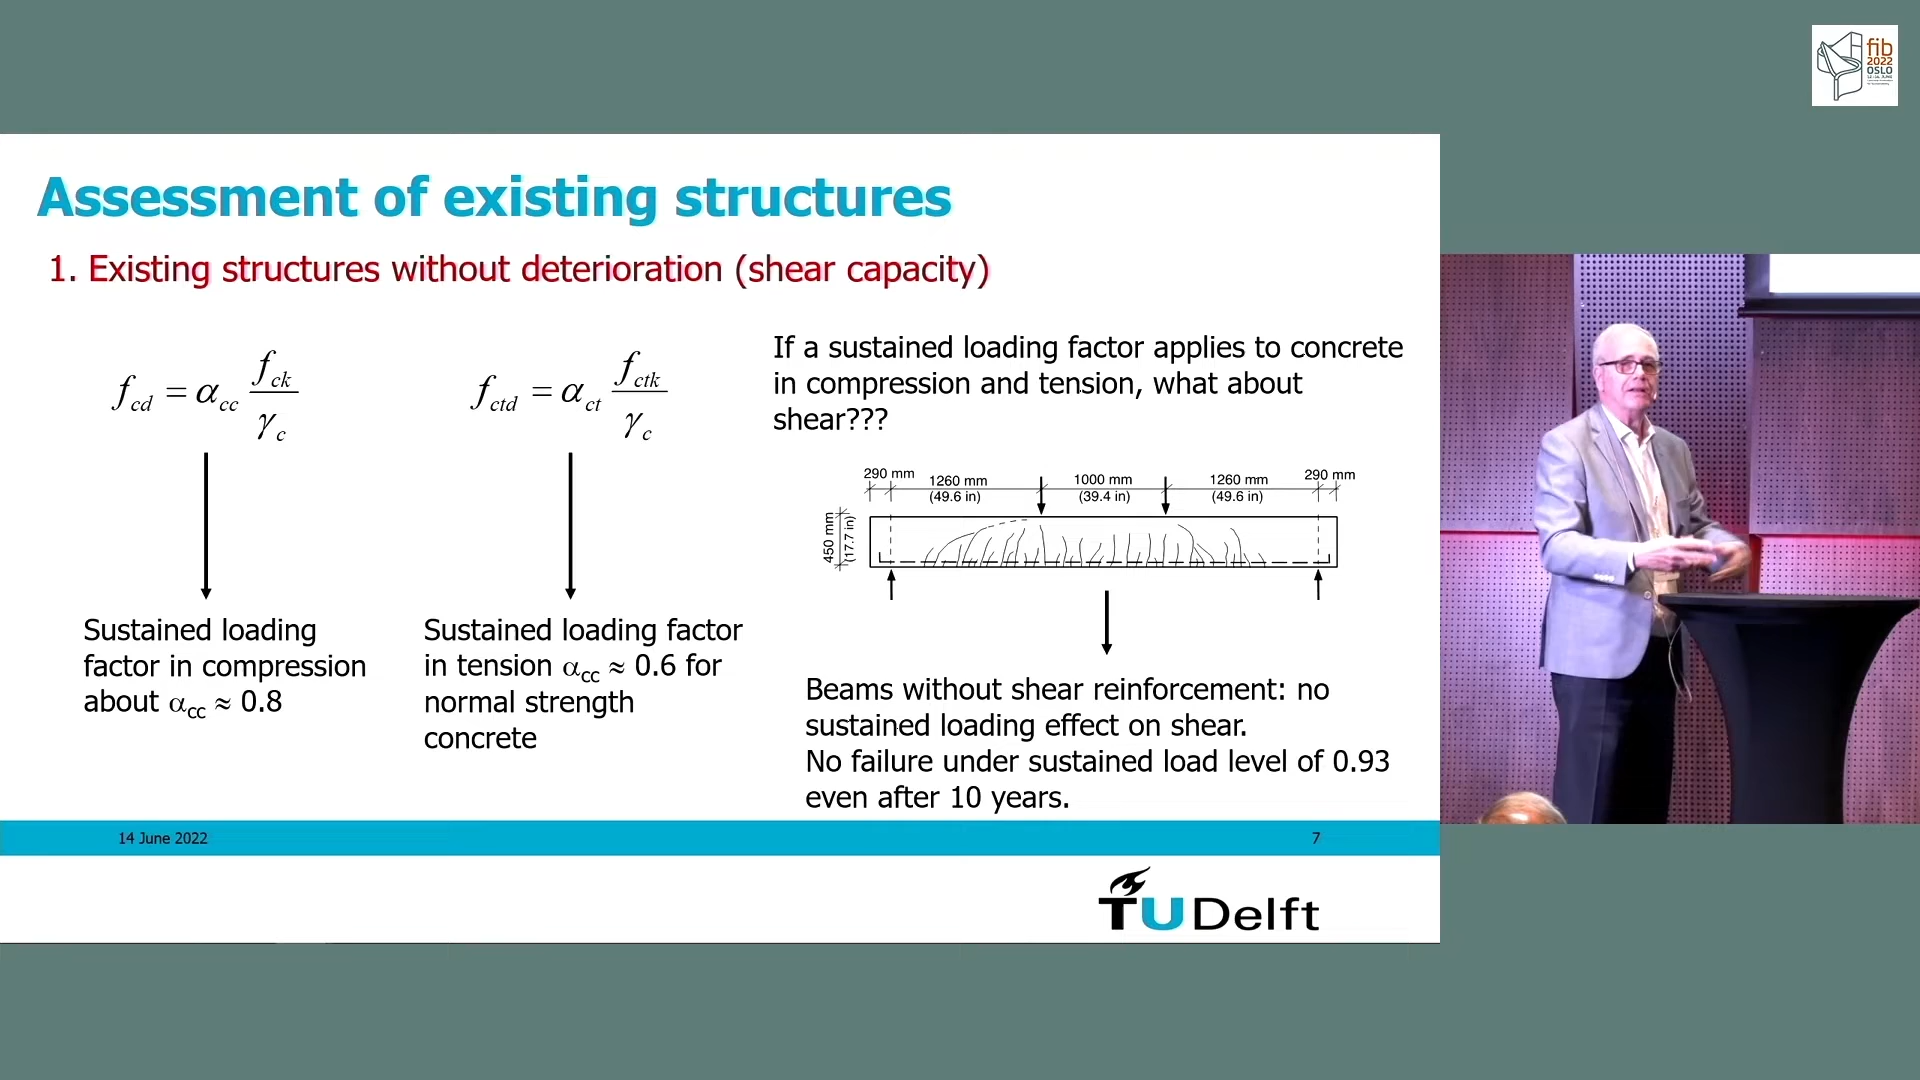 fib
2022
OSLO
Assessment of existing structures
1. Existing structures without deterioration (shear capacity)
f_cd = α_cc f_ck / γ_c
f_ctd = α_ct f_ctk / γ_c
Sustained loading
factor in compression
about α_cc ≈ 0.8
Sustained loading factor
in tension α_cc ≈ 0.6 for
normal strength
concrete
If a sustained loading factor applies to concrete
in compression and tension, what about
shear???
290 mm
1260 mm
(49.6 in)
1000 mm
(39.4 in)
1260 mm
(49.6 in)
290 mm
450 mm
(17.7 in)
Beams without shear reinforcement: no
sustained loading effect on shear.
No failure under sustained load level of 0.93
even after 10 years.
14 June 2022
7
TU Delft